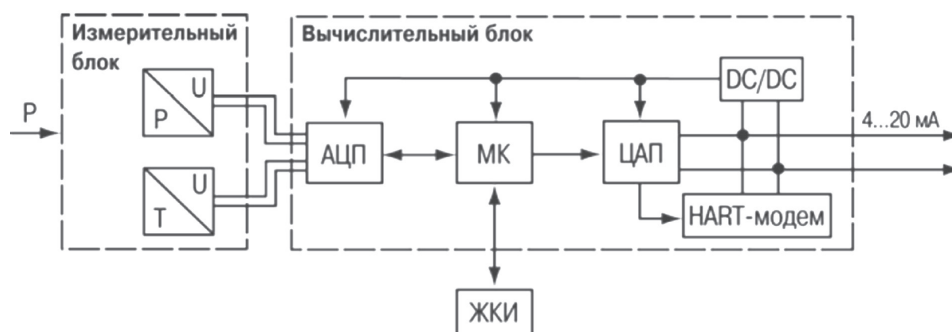 Измерительный
блок
Вычислительный блок
DC/DC
U
P
P
4...20 мА
АЦП
МК
ЦАП
U
T
HART-модем
ЖКИ